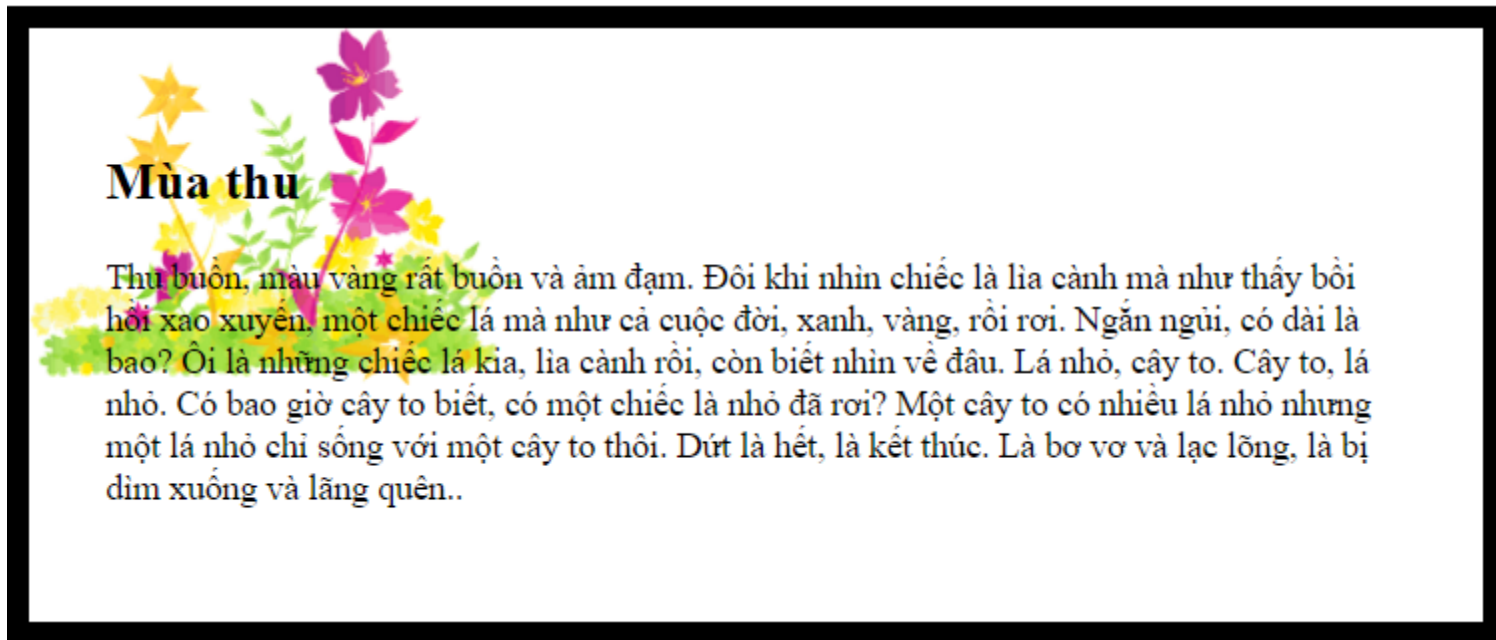 Mùa thu
Thu buồn, màu vàng rất buồn và ảm đạm. Đôi khi nhìn chiếc là lìa cành mà như thấy bồi
hồi xao xuyến, một chiếc lá mà như cả cuộc đời, xanh, vàng, rồi rơi. Ngắn ngủi, có dài là
bao? Ôi là những chiếc lá kia, lìa cành rồi, còn biết nhìn về đâu. Lá nhỏ, cây to. Cây to, lá
nhỏ. Có bao giờ cây to biết, có một chiếc là nhỏ đã rơi? Một cây to có nhiều lá nhỏ nhưng
một lá nhỏ chỉ sống với một cây to thôi. Dứt là hết, là kết thúc. Là bơ vơ và lạc lõng, là bị
dìm xuống và lãng quên..